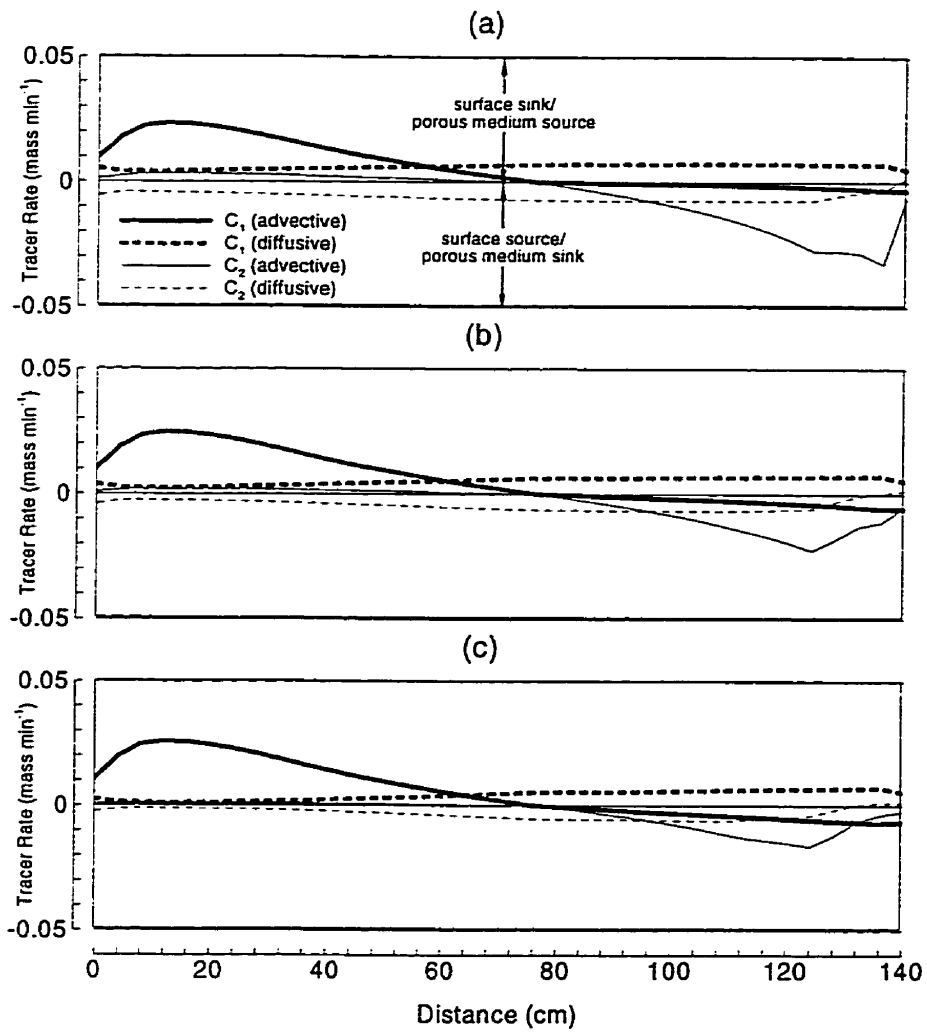 (a)
0.05
0
-0.05
Tracer Rate (mass min⁻¹)
surface sink/
porous medium source
surface source/
porous medium sink
C₁ (advective)
C₁ (diffusive)
C₂ (advective)
C₂ (diffusive)
(b)
0.05
0
-0.05
Tracer Rate (mass min⁻¹)
(c)
0.05
0
-0.05
Tracer Rate (mass min⁻¹)
0 20 40 60 80 100 120 140
Distance (cm)